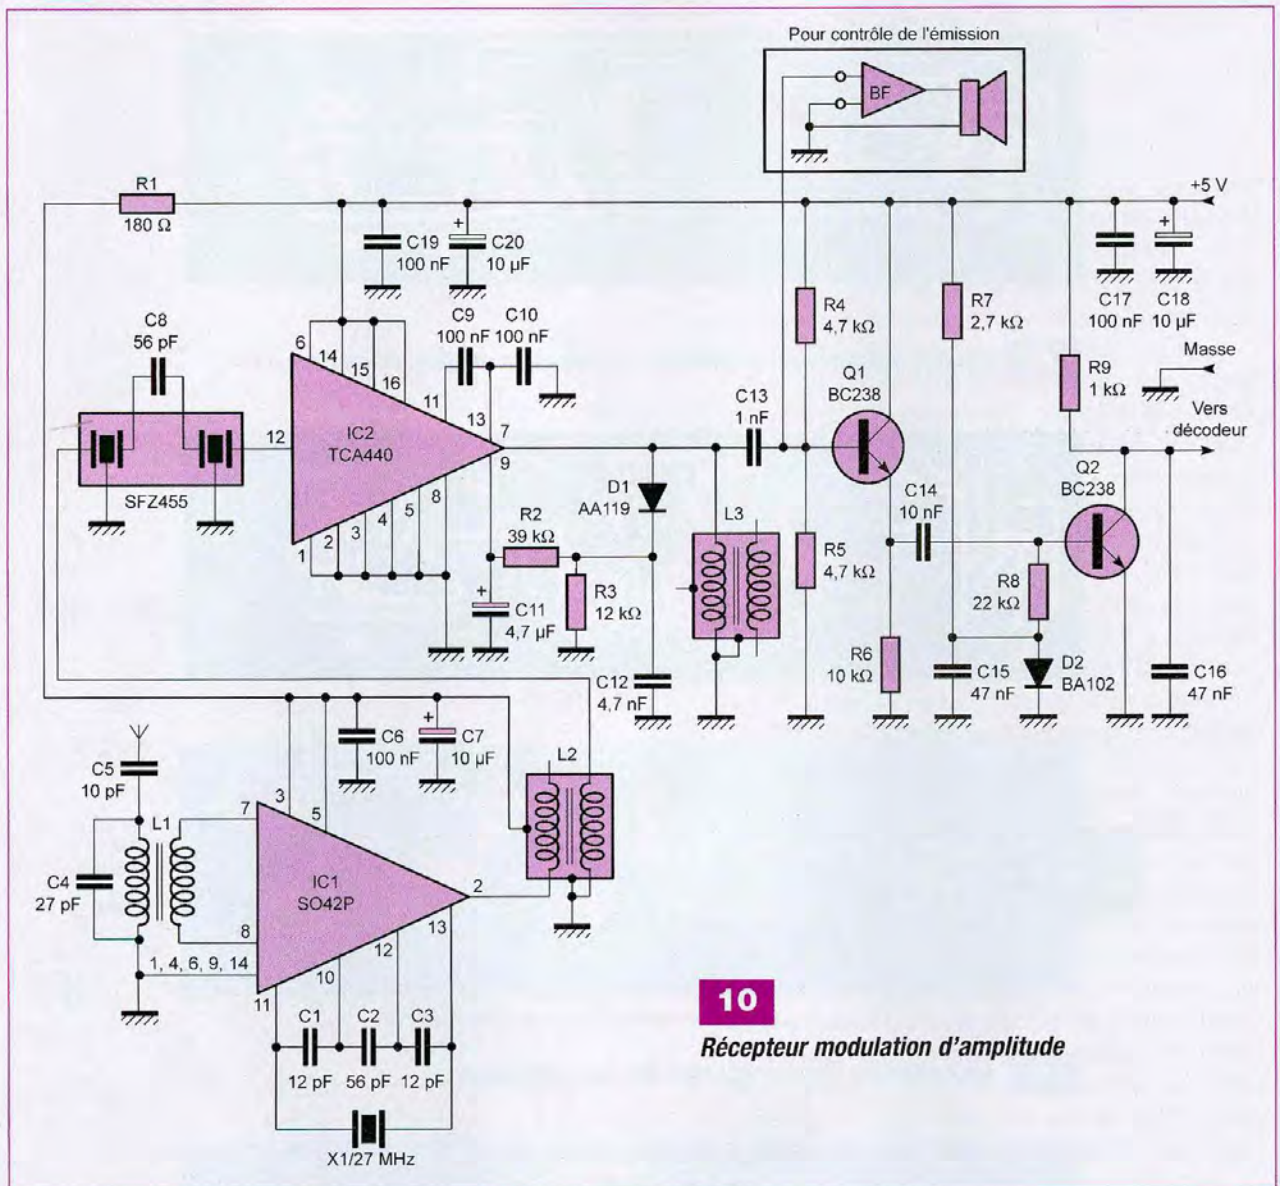 Pour contrôle de l'émission
BF
R1
180 Ω
+5 V
C19
100 nF
C20
+
10 µF
C8
56 pF
C9
100 nF
C10
100 nF
R4
4,7 kΩ
R7
2,7 kΩ
C17
100 nF
C18
+
10 µF
Masse
R9
1 kΩ
Vers
décodeur
6
14
15
16
11
13
7
9
12
IC2
TCA440
8
5
4
3
2
1
SFZ455
C13
1 nF
Q1
BC238
Q2
BC238
D1
AA119
L3
C14
10 nF
R2
39 kΩ
R3
12 kΩ
+
C11
4,7 µF
R5
4,7 kΩ
R8
22 kΩ
R6
10 kΩ
C15
47 nF
D2
BA102
C16
47 nF
C12
4,7 nF
C6
100 nF
+
C7
10 µF
L2
C5
10 pF
L1
C4
27 pF
7
3
5
IC1
SO42P
2
8
13
12
10
1, 4, 6, 9, 14
11
C1
12 pF
C2
56 pF
C3
12 pF
X1/27 MHz
10
Récepteur modulation d'amplitude